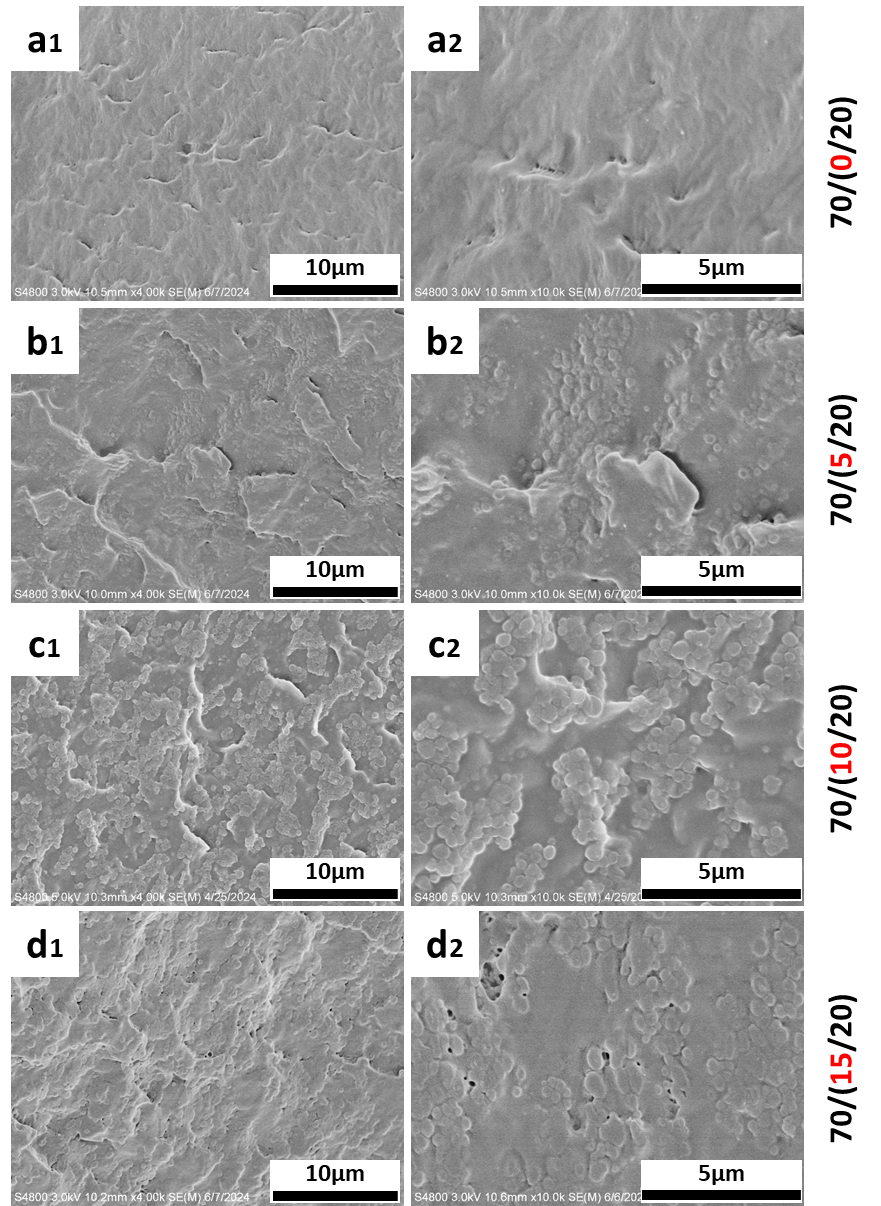 a1
10μm
S4800 3.0kV 10.5mm x4.00k SE(M) 6/7/2024
a2
5μm
S4800 3.0kV 10.5mm x10.0k SE(M) 6/7/202
70/(0/20)
b1
10μm
S4800 3.0kV 10.0mm x4.00k SE(M) 6/7/2024
b2
5μm
S4800 3.0kV 10.0mm x10.0k SE(M) 6/7/202
70/(5/20)
c1
10μm
S4800 5.0kV 10.3mm x4.00k SE(M) 4/25/2024
c2
5μm
S4800 5.0kV 10.3mm x10.0k SE(M) 4/25/20
70/(10/20)
d1
10μm
S4800 3.0kV 10.2mm x4.00k SE(M) 6/7/2024
d2
5μm
S4800 3.0kV 10.6mm x10.0k SE(M) 6/6/202
70/(15/20)